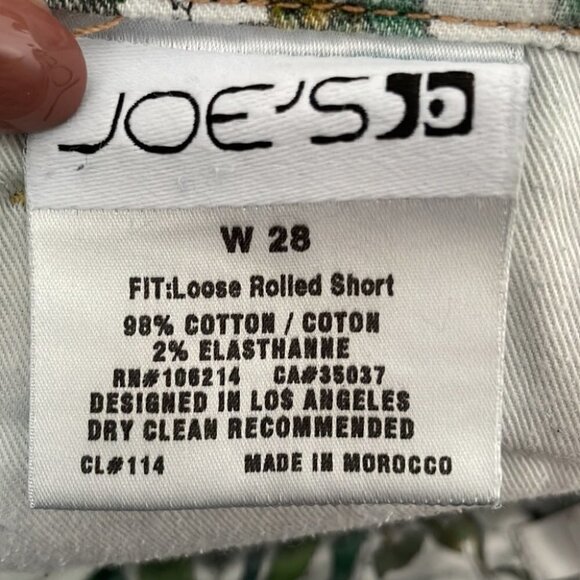 JOE'S
W 28
FIT:Loose Rolled Short
98% COTTON / COTON
2% ELASTHANNE
RN#106214 CA#35037
DESIGNED IN LOS ANGELES
DRY CLEAN RECOMMENDED
CL#114 MADE IN MOROCCO